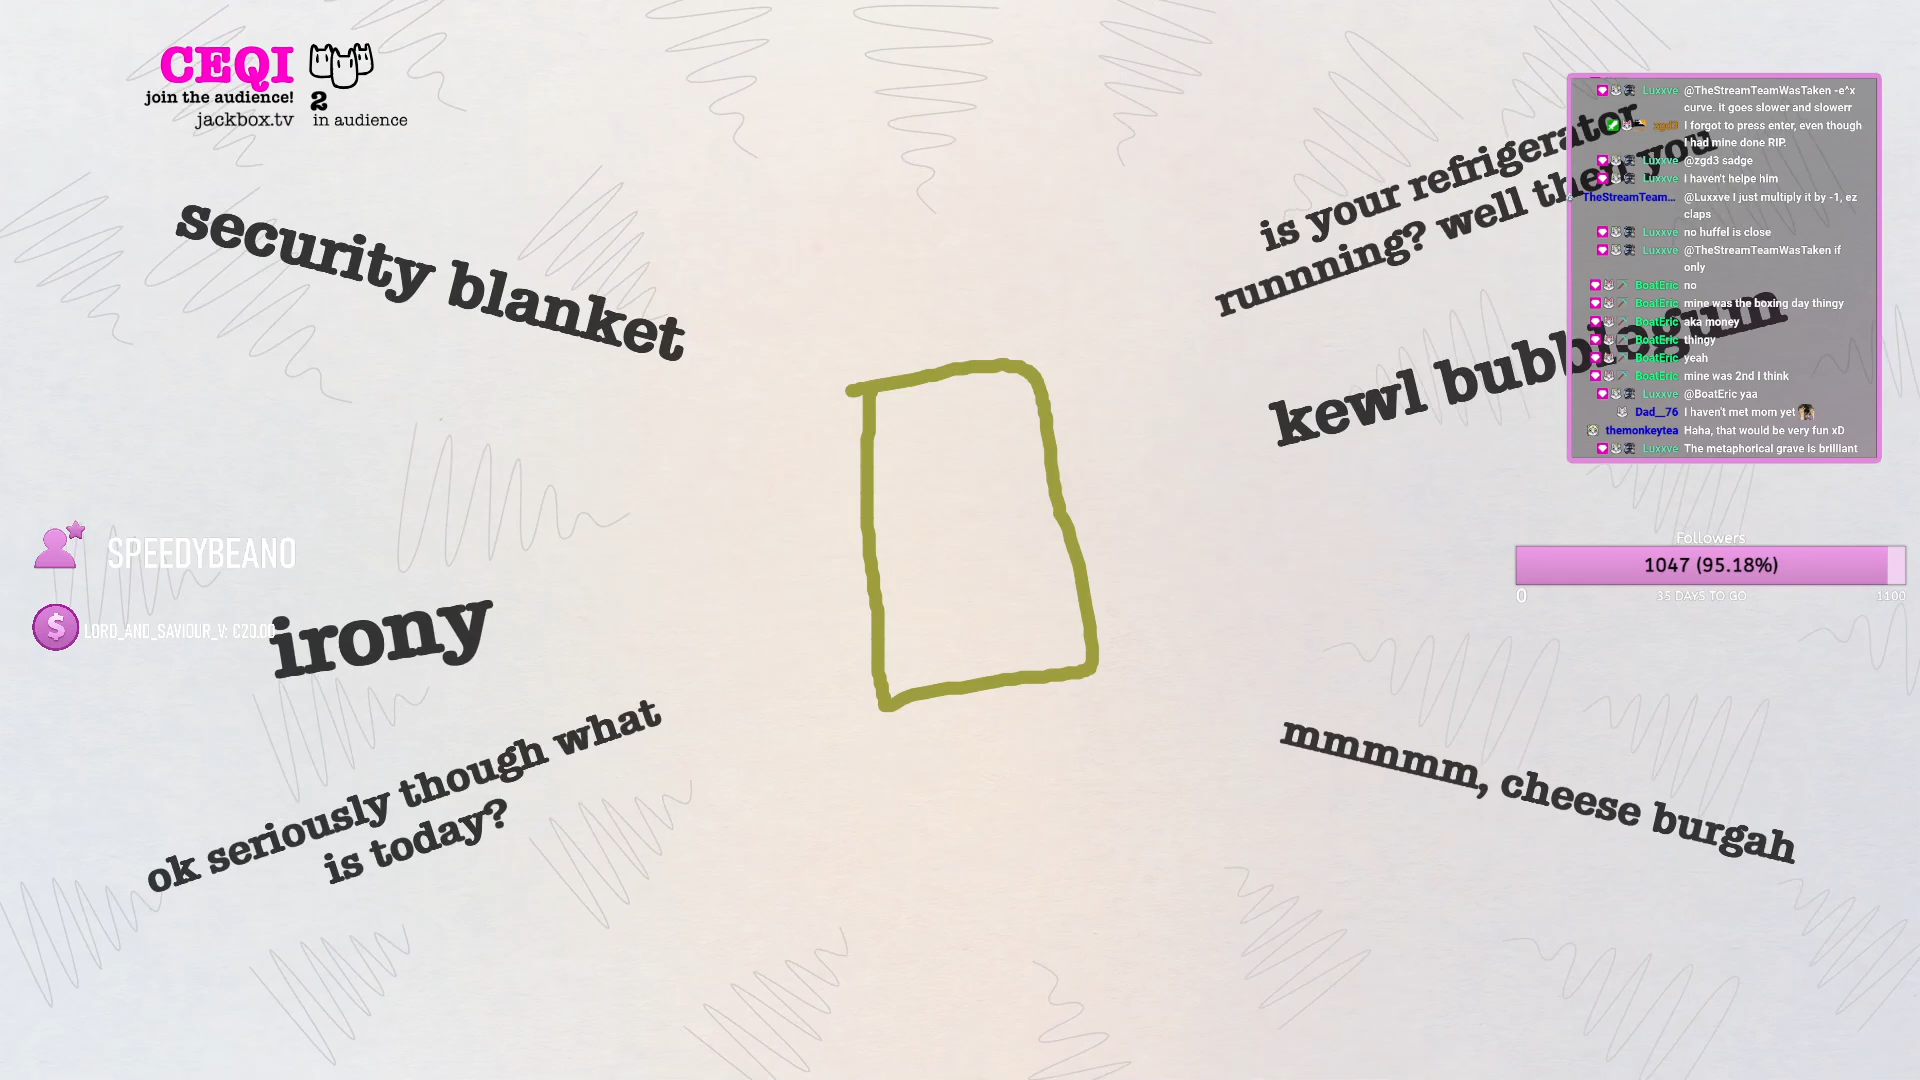 CEQI
join the audience!
jackbox.tv
2
in audience
security blanket
is your refrigerator
runnning? well then you
kewl bubblegum
irony
ok seriously though what
is today?
mmmmm, cheese burgah
SPEEDYBEANO
LORD_AND_SAVIOUR_V: €20.00
Luxxve @TheStreamTeamWasTaken -e^x
curve. it goes slower and slowerr
zgd3 I forgot to press enter, even though
I had mine done RIP.
Luxxve @zgd3 sadge
Luxxve I haven't helpe him
TheStreamTeam... @Luxxve I just multiply it by -1, ez
claps
Luxxve no huffel is close
Luxxve @TheStreamTeamWasTaken if
only
BoatEric no
BoatEric mine was the boxing day thingy
BoatEric aka money
BoatEric thingy
BoatEric yeah
BoatEric mine was 2nd I think
Luxxve @BoatEric yaa
Dad__76 I haven't met mom yet
themonkeytea Haha, that would be very fun xD
Luxxve The metaphorical grave is brilliant
Followers
1047 (95.18%)
0 35 DAYS TO GO 1100